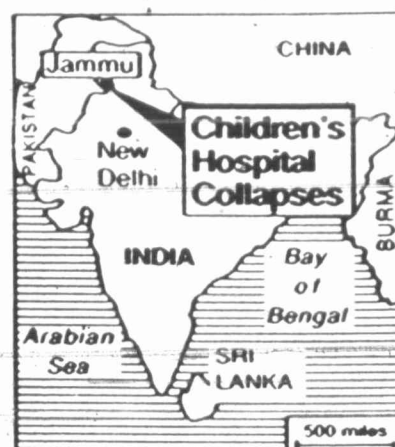 CHINA
Jammu
PAKISTAN
Children's
Hospital
Collapses
New
Delhi
BURMA
INDIA
Bay
of
Bengal
Arabian
Sea
SRI
LANKA
500 miles